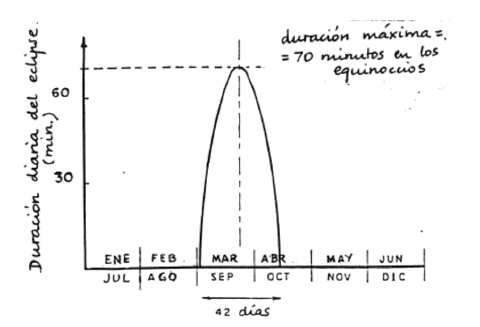 duración máxima =
= 70 minutos en los
equinoccios
Duración diaria del eclipse.
(min.)
60
30
ENE FEB. MAR ABR MAY JUN
JUL AGO SEP OCT NOV DIC
42 días